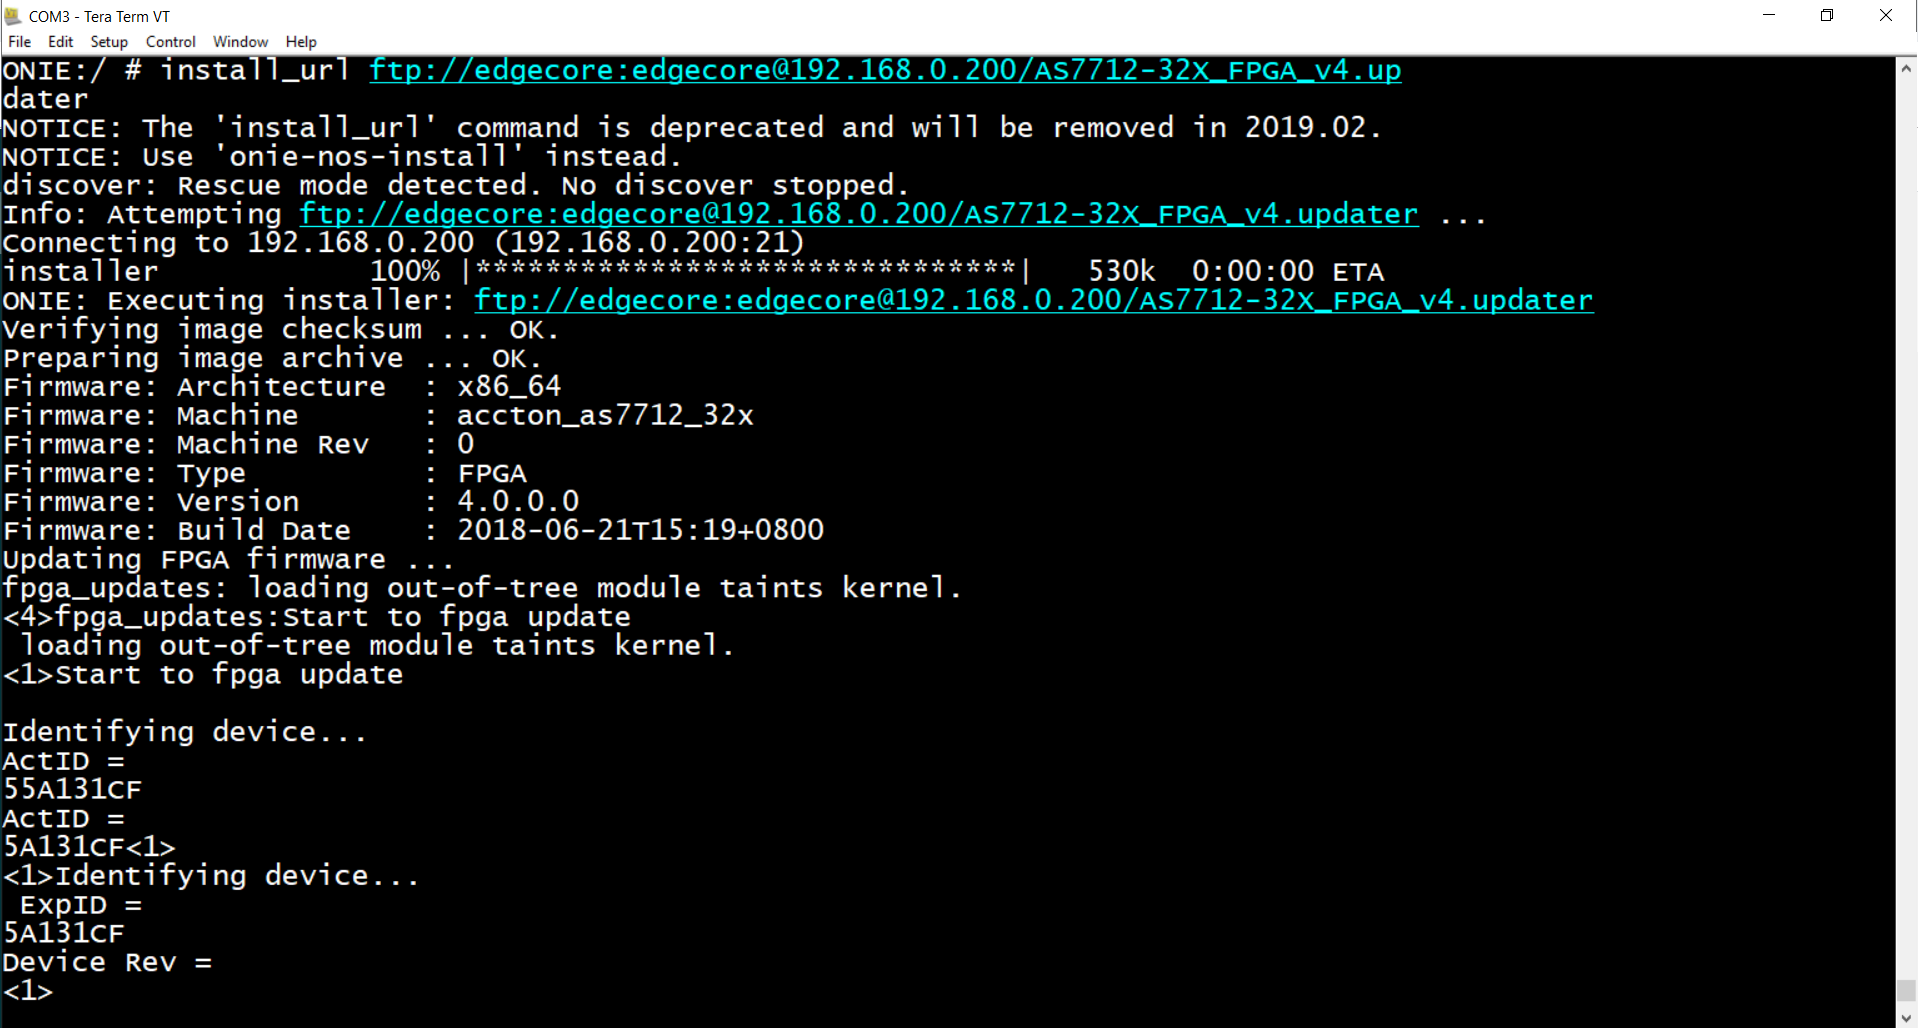 COM3 - Tera Term VT
File Edit Setup Control Window Help
ONIE:/ # install_url ftp://edgecore:edgecore@192.168.0.200/AS7712-32X_FPGA_v4.up
dater
NOTICE: The 'install_url' command is deprecated and will be removed in 2019.02.
NOTICE: Use 'onie-nos-install' instead.
discover: Rescue mode detected. No discover stopped.
Info: Attempting ftp://edgecore:edgecore@192.168.0.200/AS7712-32X_FPGA_v4.updater ...
Connecting to 192.168.0.200 (192.168.0.200:21)
installer            100% |*******************************|   530k  0:00:00 ETA
ONIE: Executing installer: ftp://edgecore:edgecore@192.168.0.200/AS7712-32X_FPGA_v4.updater
Verifying image checksum ... OK.
Preparing image archive ... OK.
Firmware: Architecture  : x86_64
Firmware: Machine       : accton_as7712_32x
Firmware: Machine Rev   : 0
Firmware: Type          : FPGA
Firmware: Version       : 4.0.0.0
Firmware: Build Date    : 2018-06-21T15:19+0800
Updating FPGA firmware ...
fpga_updates: loading out-of-tree module taints kernel.
<4>fpga_updates:Start to fpga update
 loading out-of-tree module taints kernel.
<1>Start to fpga update
Identifying device...
ActID =
55A131CF
ActID =
5A131CF<1>
<1>Identifying device...
 ExpID =
5A131CF
Device Rev =
<1>